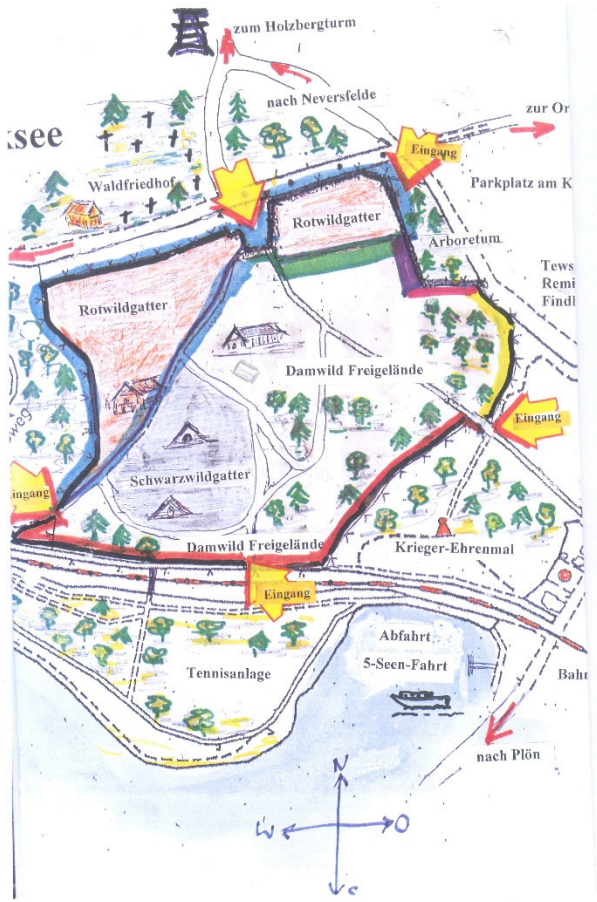 zum Holzbergturm
nach Neversfelde
zur Or
ksee
Eingang
Waldfriedhof
Parkplatz am K
Rotwildgatter
Arboretum
Tews
Remi
Findl
Rotwildgatter
Damwild Freigelände
Eingang
weg
Schwarzwildgatter
Eingang
Damwild Freigelände
Krieger-Ehrenmal
Eingang
Abfahrt
5-Seen-Fahrt
Tennisanlage
Bahn
nach Plön
N
W
O
S